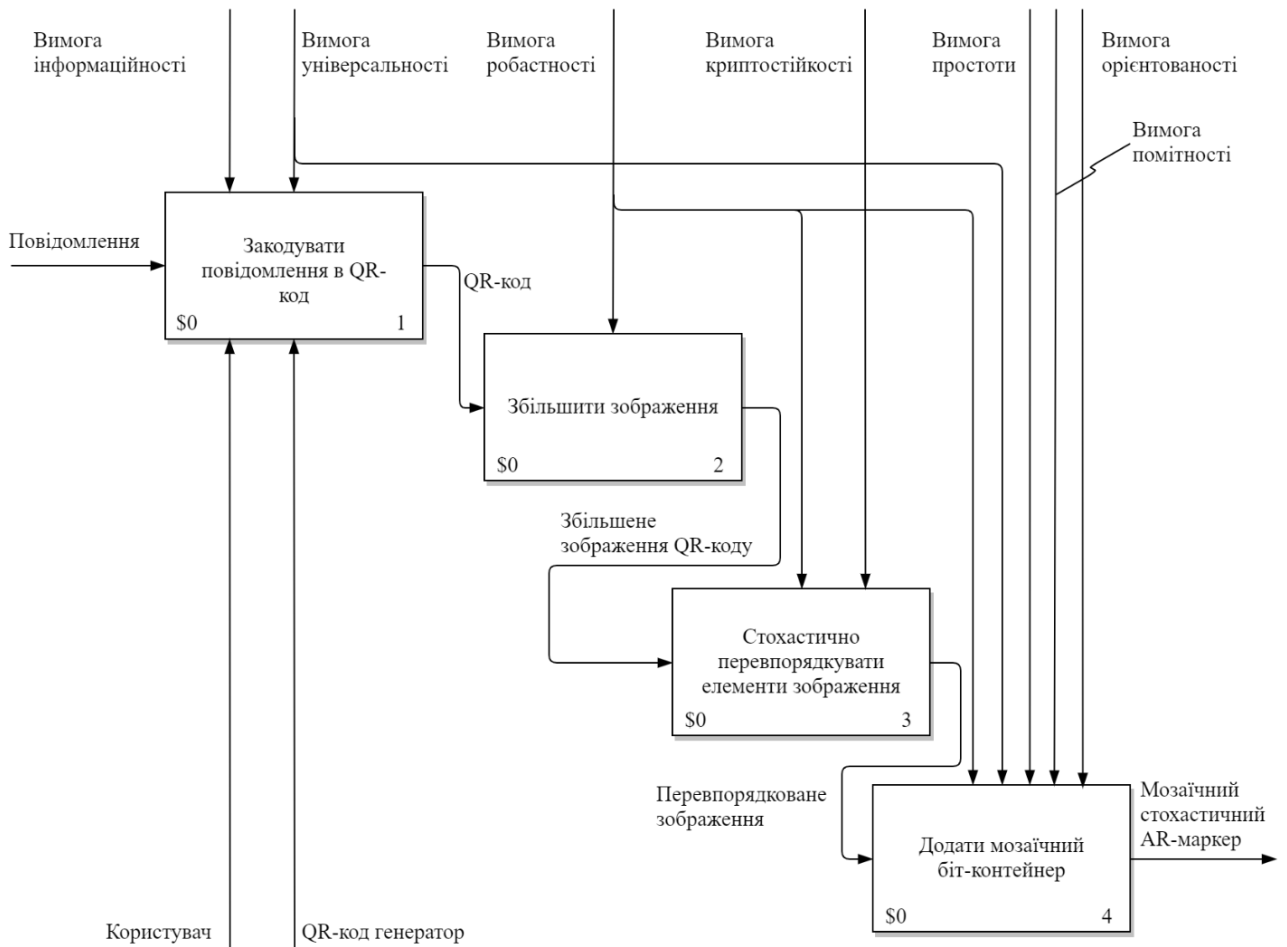 Вимога
інформаційності
Вимога
універсальності
Вимога
робастності
Вимога
криптостійкості
Вимога
простоти
Вимога
орієнтованості
Вимога
помітності
Повідомлення
Закодувати
повідомлення в QR-
код
$0 1
QR-код
Збільшити зображення
$0 2
Збільшене
зображення QR-коду
Стохастично
перевпорядкувати
елементи зображення
$0 3
Перевпорядковане
зображення
Додати мозаїчний
біт-контейнер
$0 4
Мозаїчний
стохастичний
AR-маркер
Користувач
QR-код генератор